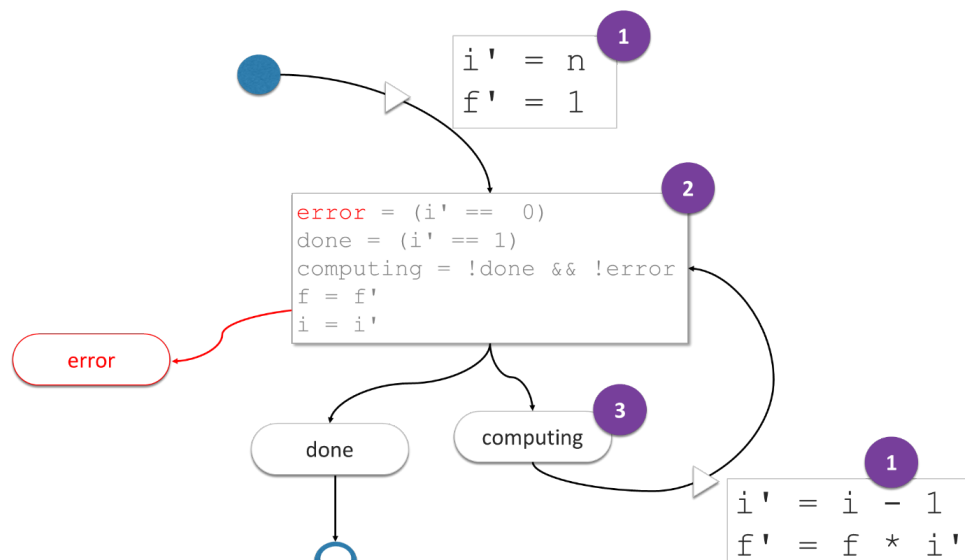 1
i' = n
f' = 1
2
error = (i' == 0)
done = (i' == 1)
computing = !done && !error
f = f'
i = i'
error
done
computing
3
1
i' = i - 1
f' = f * i'